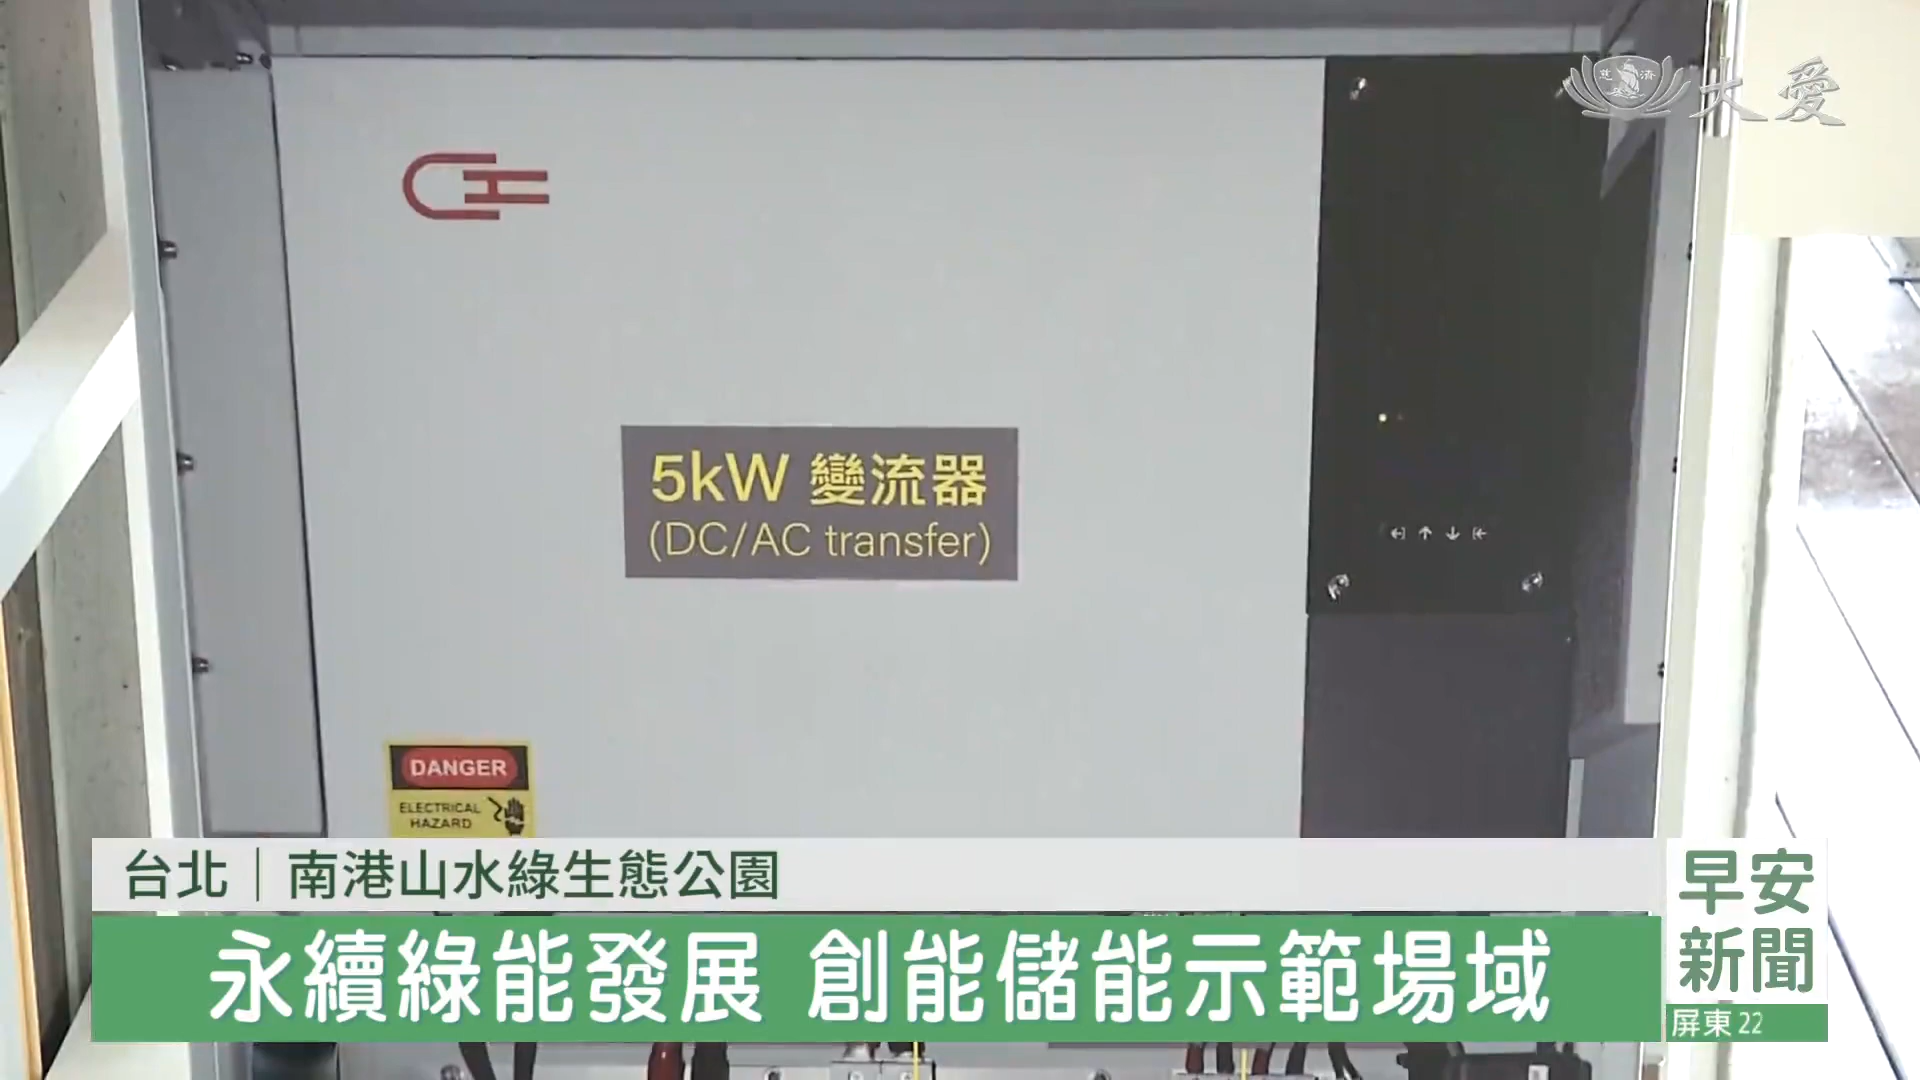 慈濟 大愛
5kW 變流器
(DC/AC transfer)
DANGER
ELECTRICAL
HAZARD
台北｜南港山水綠生態公園
永續綠能發展 創能儲能示範場域
早安
新聞
屏東 22